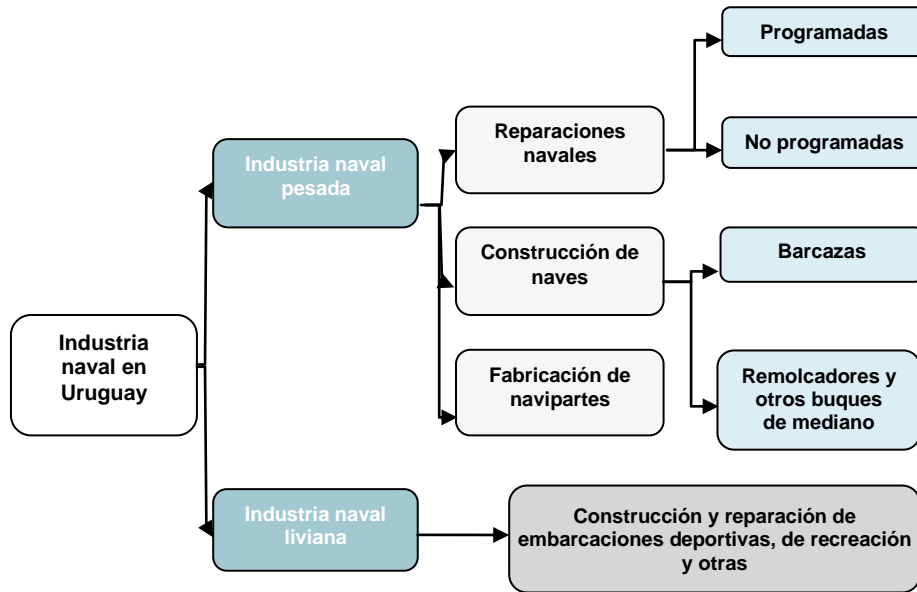 Programadas
Reparaciones
navales
No programadas
Industria naval
pesada
Construcción de
naves
Barcazas
Industria
naval en
Uruguay
Fabricación de
navipartes
Remolcadores y
otros buques
de mediano
Industria naval
liviana
Construcción y reparación de
embarcaciones deportivas, de recreación
y otras